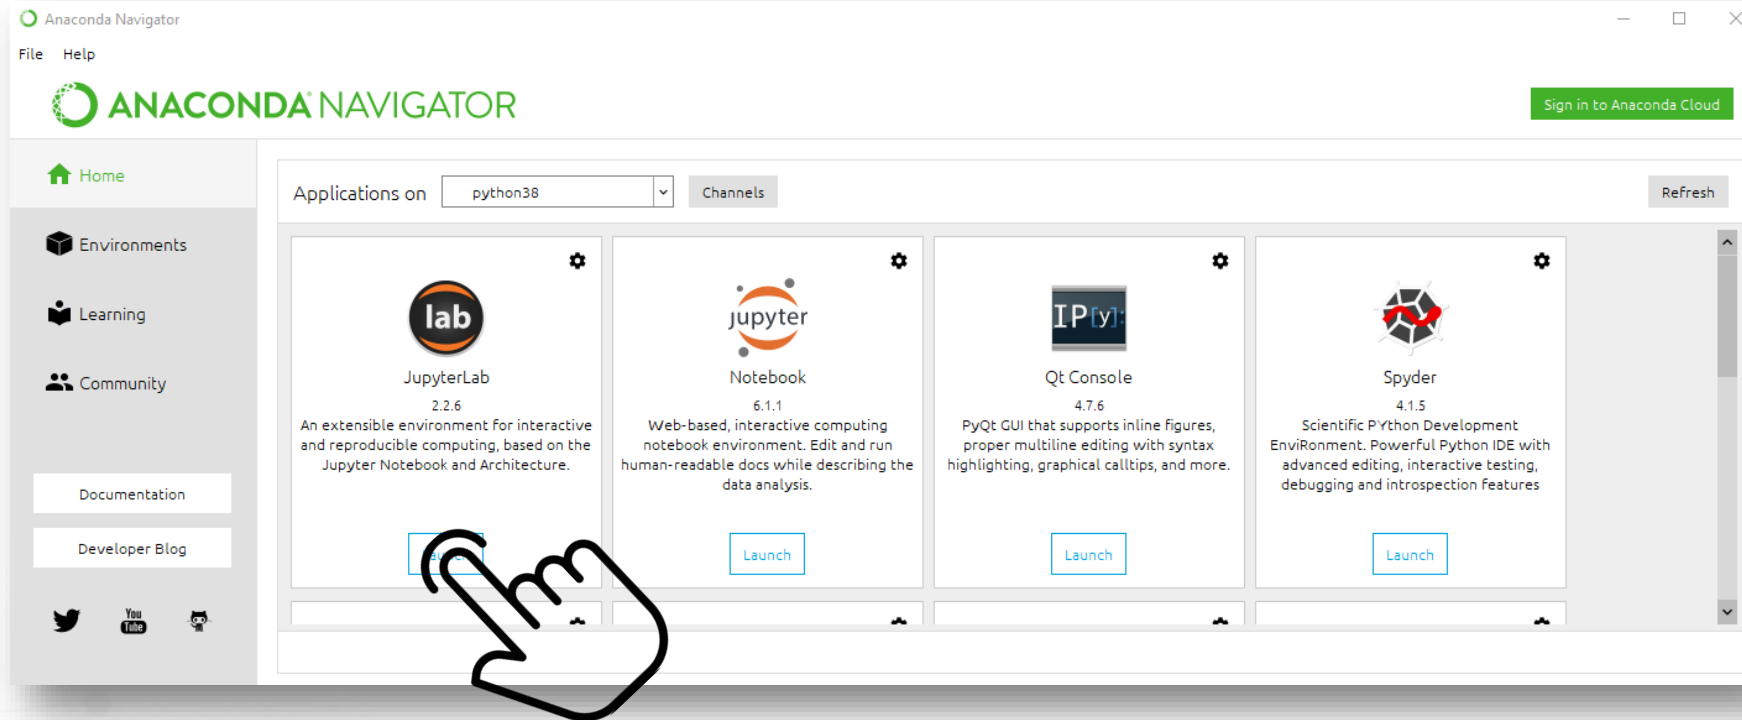 Anaconda Navigator
File Help
ANACONDA NAVIGATOR
Sign in to Anaconda Cloud
Home
Environments
Learning
Community
Documentation
Developer Blog
You
Tube
Applications on python38 Channels Refresh
lab
JupyterLab
2.2.6
An extensible environment for interactive
and reproducible computing, based on the
Jupyter Notebook and Architecture.
jupyter
Notebook
6.1.1
Web-based, interactive computing
notebook environment. Edit and run
human-readable docs while describing the
data analysis.
Launch
IP[y]:
Qt Console
4.7.6
PyQt GUI that supports inline figures,
proper multiline editing with syntax
highlighting, graphical calltips, and more.
Launch
Spyder
4.1.5
Scientific PYthon Development
EnviRonment. Powerful Python IDE with
advanced editing, interactive testing,
debugging and introspection features
Launch